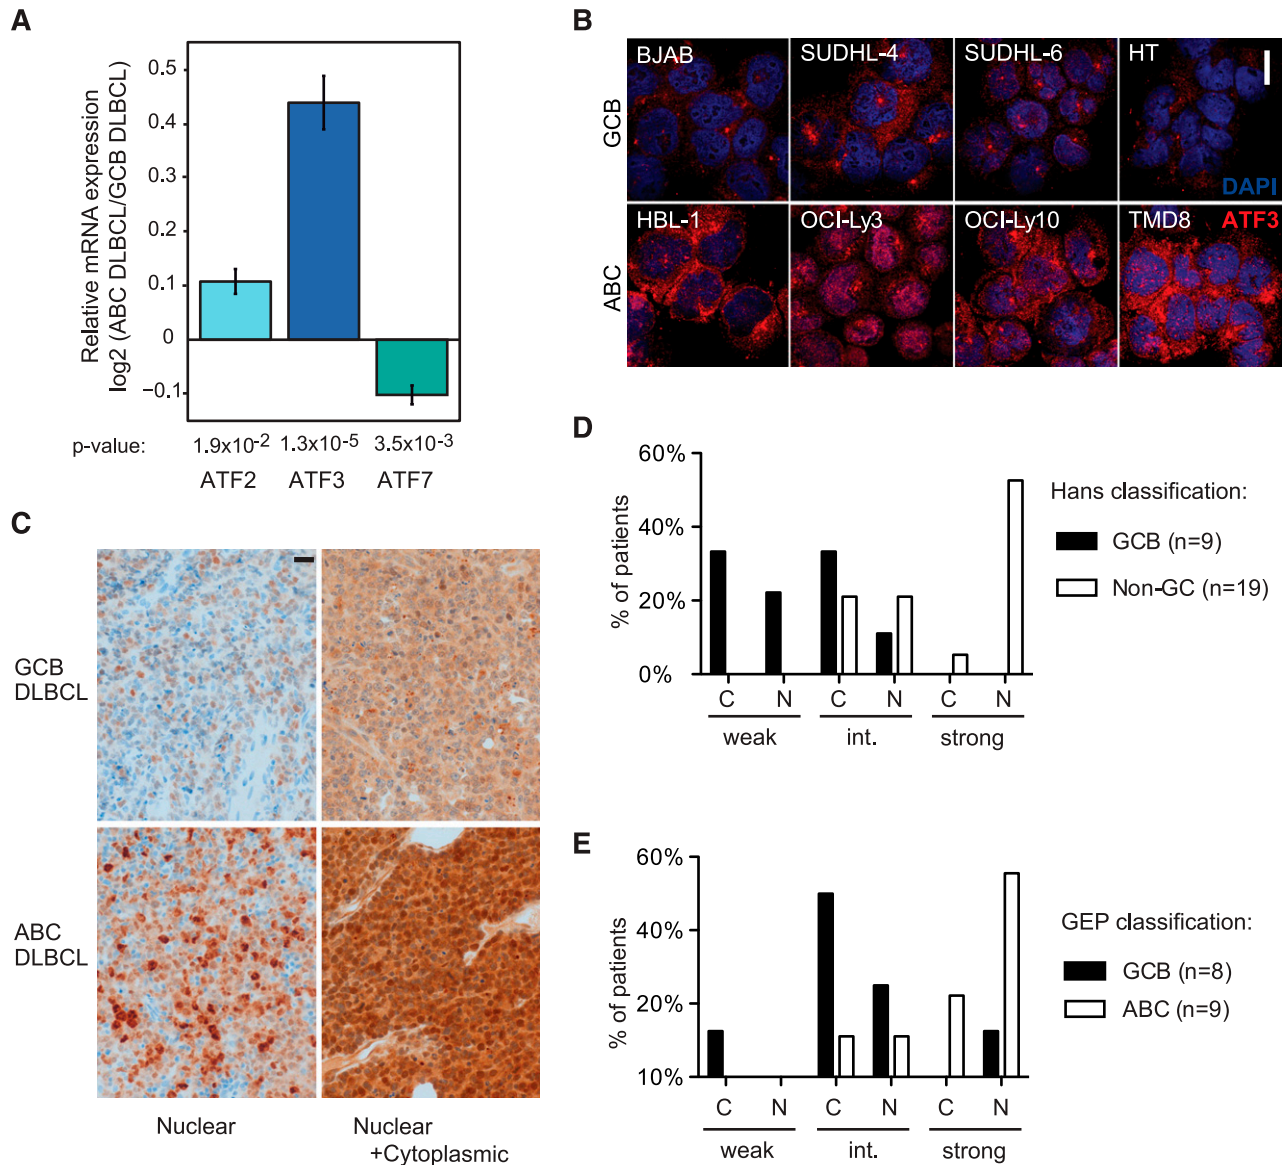 A
Relative mRNA expression
log2 (ABC DLBCL/GCB DLBCL)
0.5
0.4
0.3
0.2
0.1
0
−0.1
p-value:
1.9x10-2
1.3x10-5
3.5x10-3
ATF2
ATF3
ATF7
B
GCB
ABC
BJAB
SUDHL-4
SUDHL-6
HT
DAPI
HBL-1
OCI-Ly3
OCI-Ly10
TMD8
ATF3
C
GCB
DLBCL
ABC
DLBCL
Nuclear
Nuclear
+Cytoplasmic
D
% of patients
60%
40%
20%
0%
C N C N C N
weak int. strong
Hans classification:
GCB (n=9)
Non-GC (n=19)
E
% of patients
60%
40%
20%
10%
C N C N C N
weak int. strong
GEP classification:
GCB (n=8)
ABC (n=9)